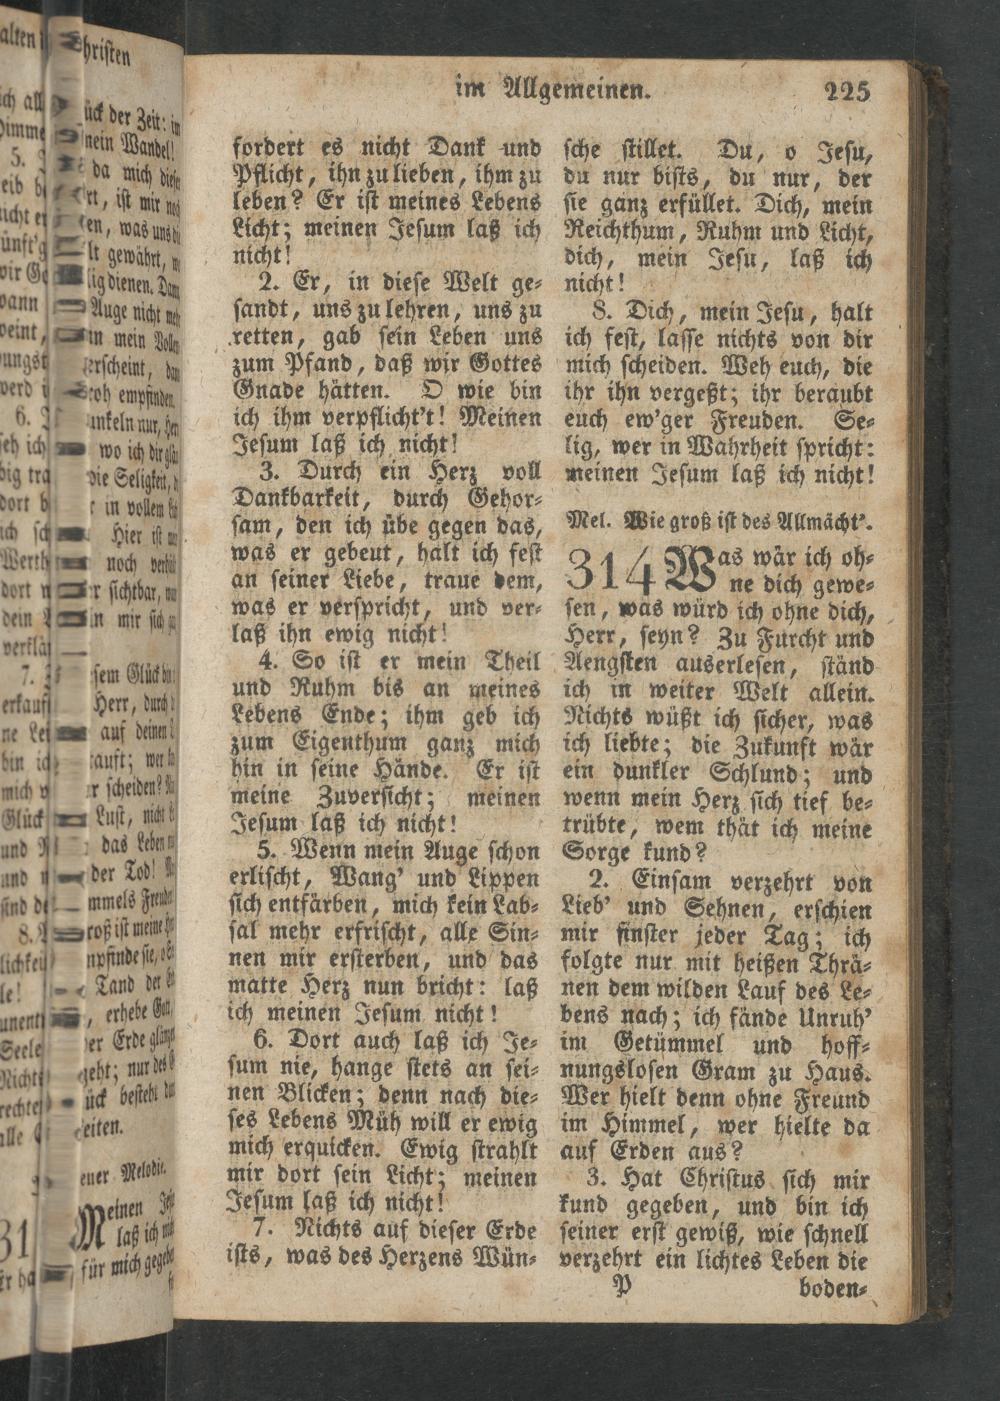 im Allgemeinen. 225
fordert es nicht Dank und
Pflicht, ihn zu lieben, ihm zu
leben? Er ist meines Lebens
Licht; meinen Jesum laß ich
nicht!
2. Er, in diese Welt ge-
sandt, uns zu lehren, uns zu
retten, gab sein Leben uns
zum Pfand, daß wir Gottes
Gnade hätten. O wie bin
ich ihm verpflicht't! Meinen
Jesum laß ich nicht!
3. Durch ein Herz voll
Dankbarkeit, durch Gehor-
sam, den ich übe gegen das,
was er gebeut, halt ich fest
an seiner Liebe, traue dem,
was er verspricht, und ver-
laß ihn ewig nicht!
4. So ist er mein Theil
und Ruhm bis an meines
Lebens Ende; ihm geb ich
zum Eigenthum ganz mich
hin in seine Hände. Er ist
meine Zuversicht; meinen
Jesum laß ich nicht!
5. Wenn mein Auge schon
erlischt, Wang' und Lippen
sich entfärben, mich kein Lab-
sal mehr erfrischt, alle Sin-
nen mir ersterben, und das
matte Herz nun bricht: laß
ich meinen Jesum nicht!
6. Dort auch laß ich Je-
sum nie, hange stets an sei-
nen Blicken; denn nach die-
ses Lebens Müh will er ewig
mich erquicken. Ewig strahlt
mir dort sein Licht; meinen
Jesum laß ich nicht!
7. Nichts auf dieser Erde
ists, was des Herzens Wün-
sche stillet. Du, o Jesu,
du nur bists, du nur, der
sie ganz erfüllet. Dich, mein
Reichthum, Ruhm und Licht,
dich, mein Jesu, laß ich
nicht!
8. Dich, mein Jesu, halt
ich fest, lasse nichts von dir
mich scheiden. Weh euch, die
ihr ihn vergeßt; ihr beraubt
euch ew'ger Freuden. Se-
lig, wer in Wahrheit spricht:
meinen Jesum laß ich nicht!
Mel. Wie groß ist des Allmächt'.
314 Was wär ich oh-
ne dich gewe-
sen, was würd ich ohne dich,
Herr, seyn? Zu Furcht und
Aengsten auserlesen, ständ
ich in weiter Welt allein.
Nichts wüßt ich sicher, was
ich liebte; die Zukunft wär
ein dunkler Schlund; und
wenn mein Herz sich tief be-
trübte, wem thät ich meine
Sorge kund?
2. Einsam verzehrt von
Lieb' und Sehnen, erschien
mir finster jeder Tag; ich
folgte nur mit heißen Thrä-
nen dem wilden Lauf des Le-
bens nach; ich fände Unruh'
im Getümmel und hoff-
nungslosen Gram zu Haus.
Wer hielt denn ohne Freund
im Himmel, wer hielte da
auf Erden aus?
3. Hat Christus sich mir
kund gegeben, und bin ich
seiner erst gewiß, wie schnell
verzehrt ein lichtes Leben die
P boden-